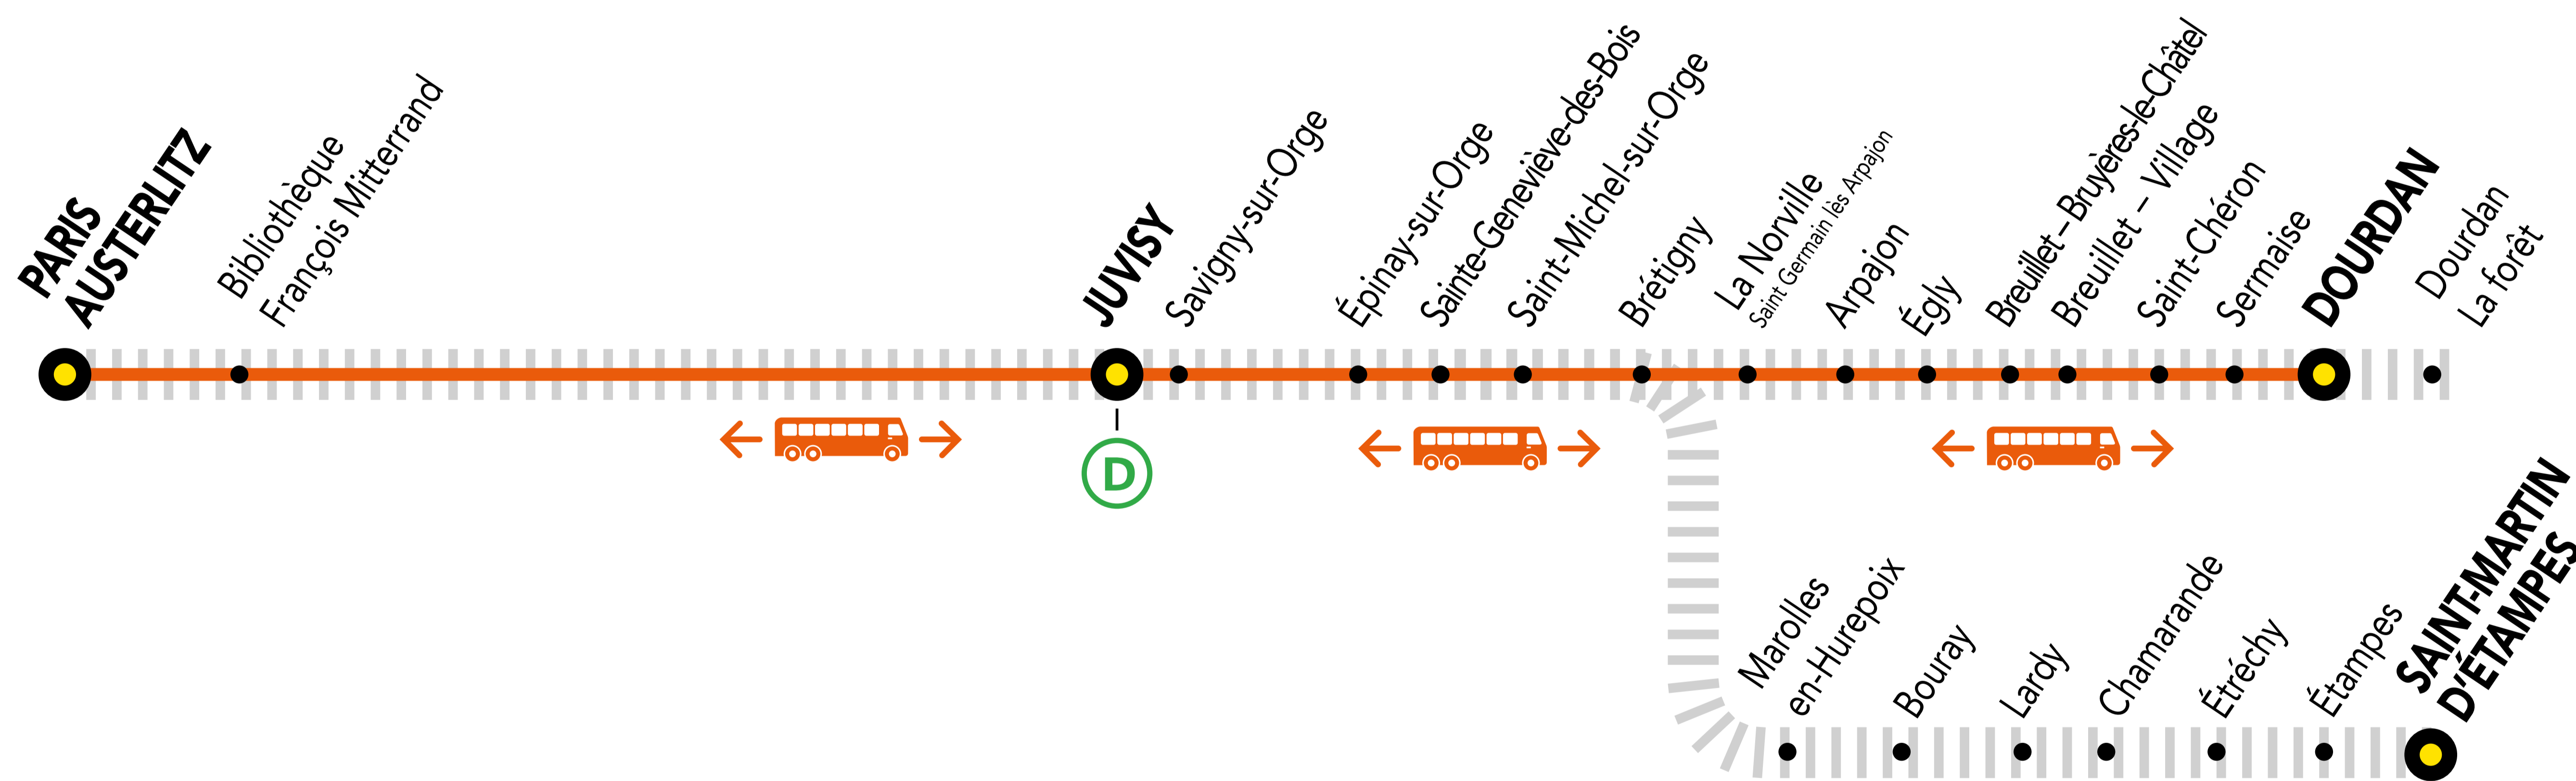 PARIS
AUSTERLITZ
Bibliothèque
François Mitterrand
JUVISY
Savigny-sur-Orge
Épinay-sur-Orge
Sainte-Geneviève-des-Bois
Saint-Michel-sur-Orge
Brétigny
La Norville
Saint Germain lès Arpajon
Arpajon
Égly
Breuillet – Bruyères-le-Châtel
Breuillet – Village
Saint-Chéron
Sermaise
DOURDAN
Dourdan
La forêt
D
Marolles
en-Hurepoix
Bouray
Lardy
Chamarande
Étréchy
Étampes
SAINT-MARTIN
D'ÉTAMPES